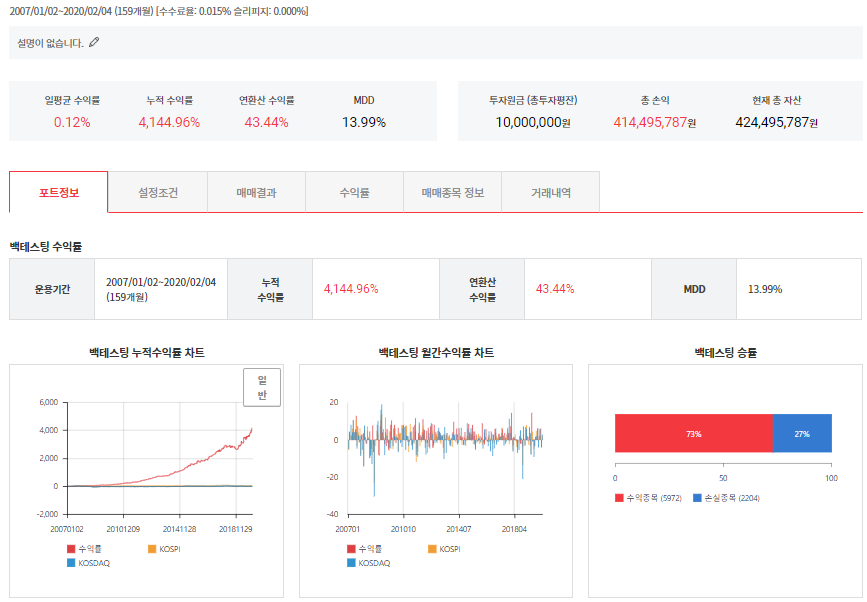 2007/01/02~2020/02/04 (159개월) [수수료율: 0.015% 슬리피지: 0.000%]
설명이 없습니다.
일평균 수익률 누적 수익률 연환산 수익률 MDD 투자원금 (총투자평잔) 총 손익 현재 총 자산
0.12% 4,144.96% 43.44% 13.99% 10,000,000원 414,495,787원 424,495,787원
포트정보 설정조건 매매결과 수익률 매매종목 정보 거래내역
백테스팅 수익률
운용기간 2007/01/02~2020/02/04 (159개월) 누적 수익률 4,144.96% 연환산 수익률 43.44% MDD 13.99%
백테스팅 누적수익률 차트
일반
6,000
4,000
2,000
0
-2,000
20070102 20101209 20141128 20181129
수익률 KOSPI
KOSDAQ
백테스팅 월간수익률 차트
20
0
-20
-40
200701 201010 201407 201804
수익률 KOSPI
KOSDAQ
백테스팅 승률
73% 27%
0 50 100
수익종목 (5972) 손실종목 (2204)